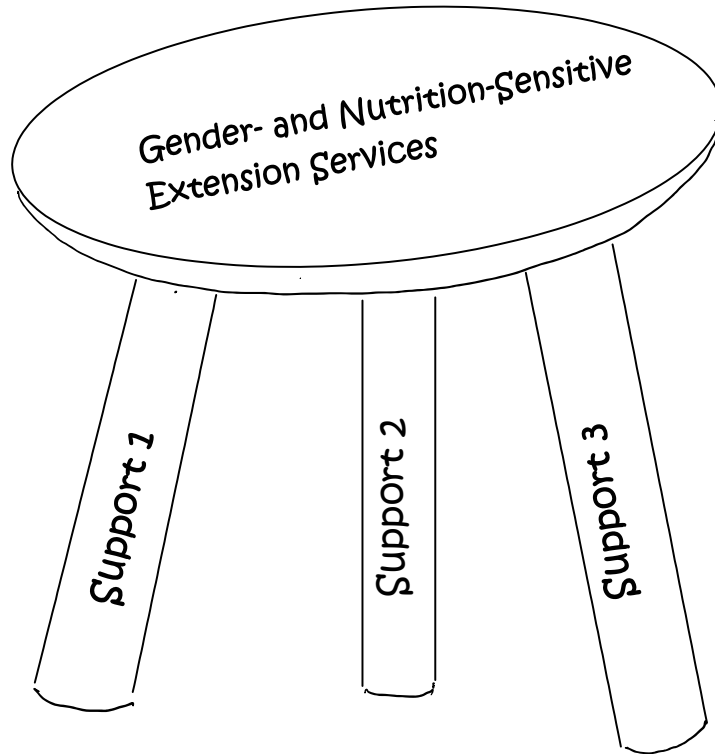 Gender- and Nutrition-Sensitive
Extension Services
Support 1
Support 2
Support 3